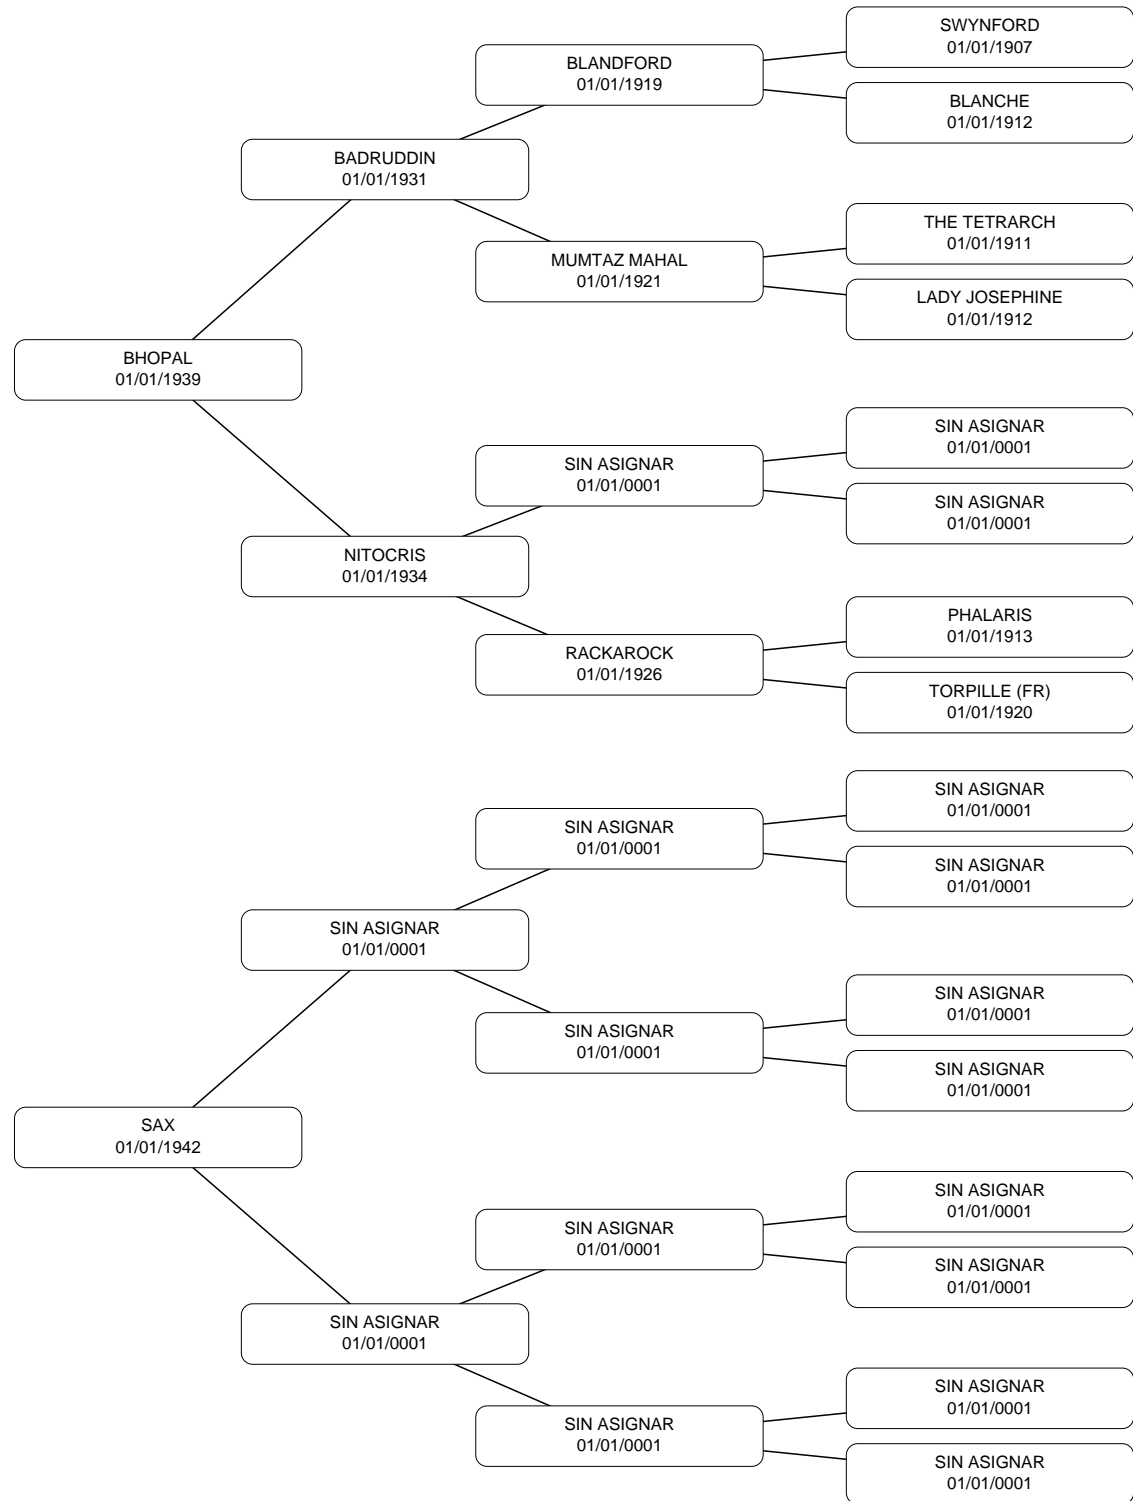 SWYNFORD
01/01/1907
BLANDFORD
01/01/1919
BLANCHE
01/01/1912
BADRUDDIN
01/01/1931
THE TETRARCH
01/01/1911
MUMTAZ MAHAL
01/01/1921
LADY JOSEPHINE
01/01/1912
BHOPAL
01/01/1939
SIN ASIGNAR
01/01/0001
SIN ASIGNAR
01/01/0001
SIN ASIGNAR
01/01/0001
NITOCRIS
01/01/1934
PHALARIS
01/01/1913
RACKAROCK
01/01/1926
TORPILLE (FR)
01/01/1920
SIN ASIGNAR
01/01/0001
SIN ASIGNAR
01/01/0001
SIN ASIGNAR
01/01/0001
SIN ASIGNAR
01/01/0001
SIN ASIGNAR
01/01/0001
SIN ASIGNAR
01/01/0001
SIN ASIGNAR
01/01/0001
SAX
01/01/1942
SIN ASIGNAR
01/01/0001
SIN ASIGNAR
01/01/0001
SIN ASIGNAR
01/01/0001
SIN ASIGNAR
01/01/0001
SIN ASIGNAR
01/01/0001
SIN ASIGNAR
01/01/0001
SIN ASIGNAR
01/01/0001